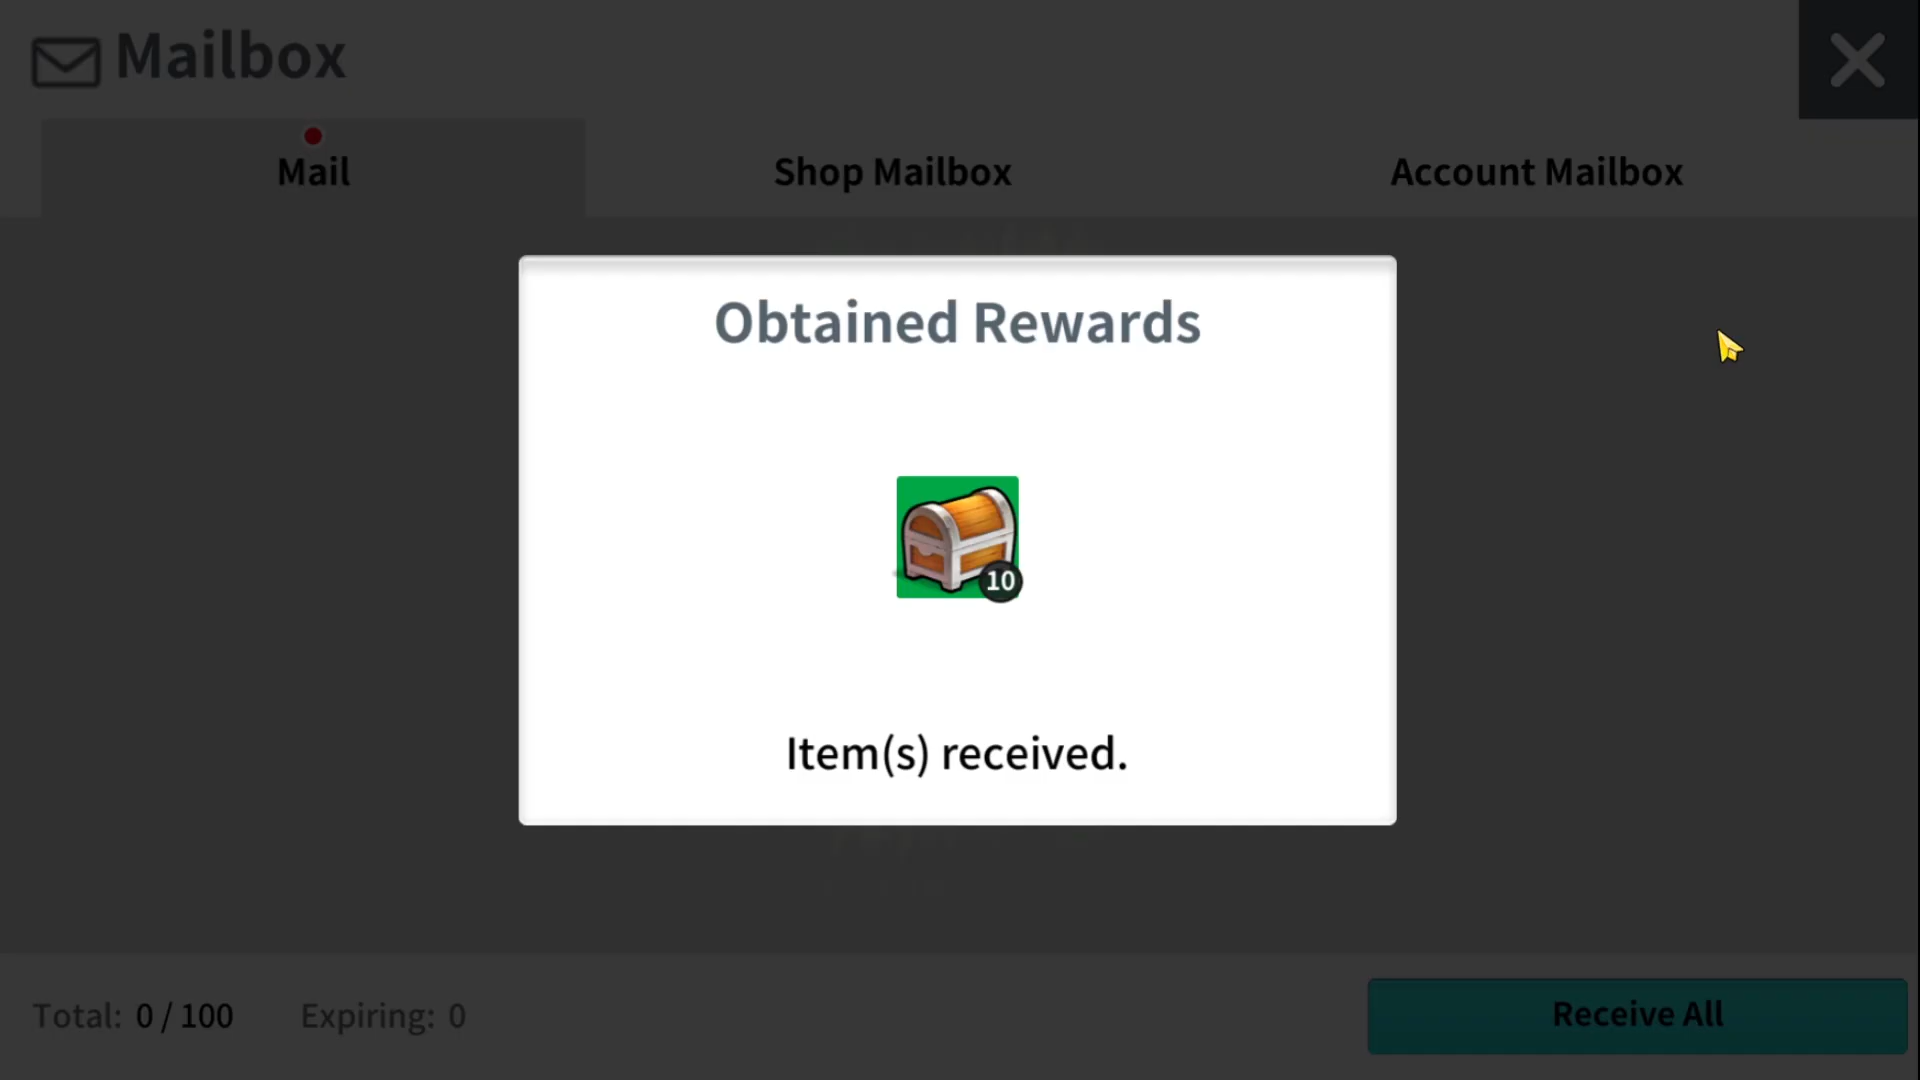 Mailbox
Mail
Shop Mailbox
Account Mailbox
Obtained Rewards
10
Item(s) received.
Total: 0 / 100
Expiring: 0
Receive All